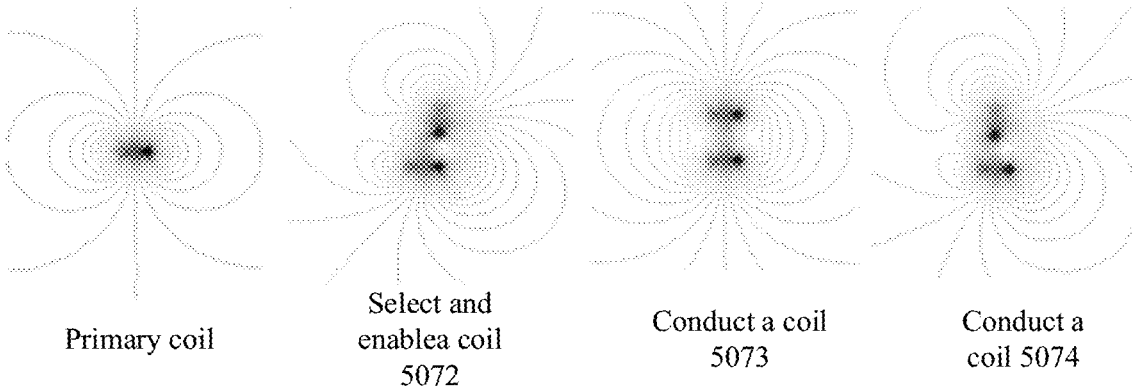 Primary coil
Select and
enablea coil
5072
Conduct a coil
5073
Conduct a
coil 5074